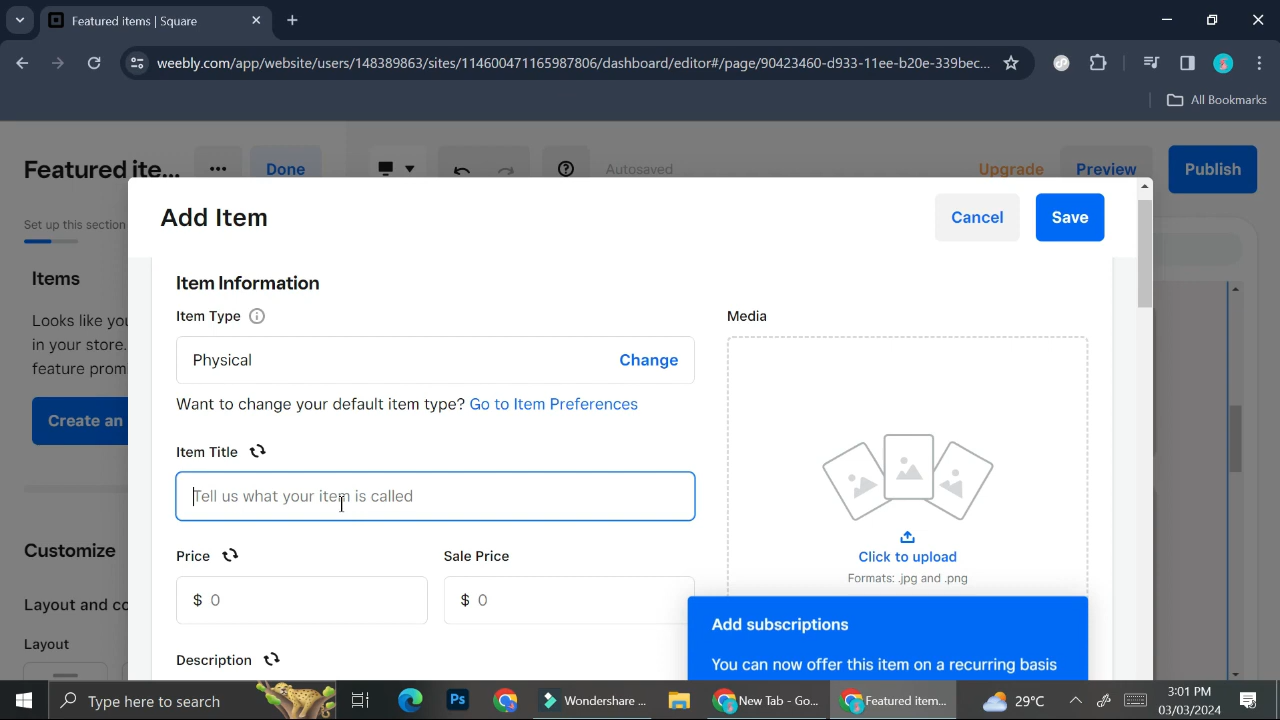 Featured items | Square
weebly.com/app/website/users/148389863/sites/114600471165987806/dashboard/editor#/page/90423460-d933-11ee-b20e-339bec...
All Bookmarks
Featured ite...
Done
Autosaved
Upgrade
Preview
Publish
Set up this section
Add Item
Cancel
Save
Items
Looks like you
in your store.
feature prom
Create an
Item Information
Item Type
Media
Physical
Change
Want to change your default item type? Go to Item Preferences
Item Title
Tell us what your item is called
Click to upload
Formats: .jpg and .png
Price
Sale Price
$ 0
$ 0
Customize
Layout and co
Layout
Description
Add subscriptions
You can now offer this item on a recurring basis
Type here to search
Ps
Wondershare ...
New Tab - Go...
Featured item...
29°C
3:01 PM
03/03/2024